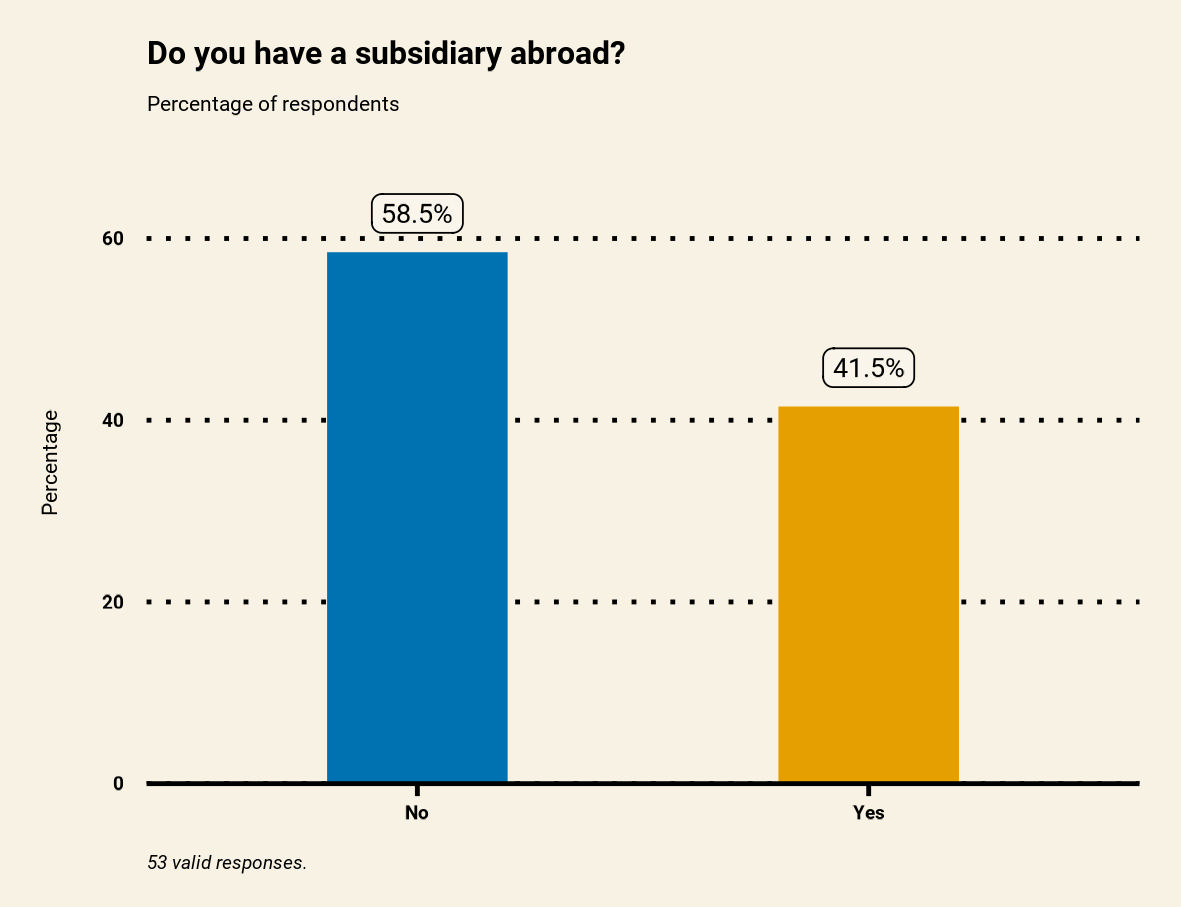 Do you have a subsidiary abroad?
Percentage of respondents
58.5%
60
41.5%
40
Percentage
20
0
No Yes
53 valid responses.